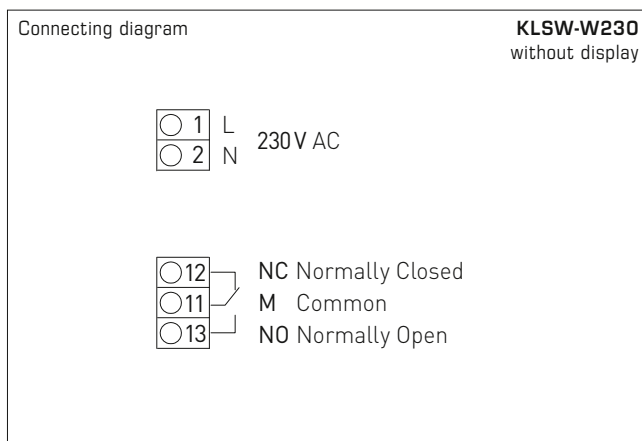 Connecting diagram
KLSW-W230
without display
1 L
230 V AC
2 N
12 NC Normally Closed
11 M Common
13 NO Normally Open